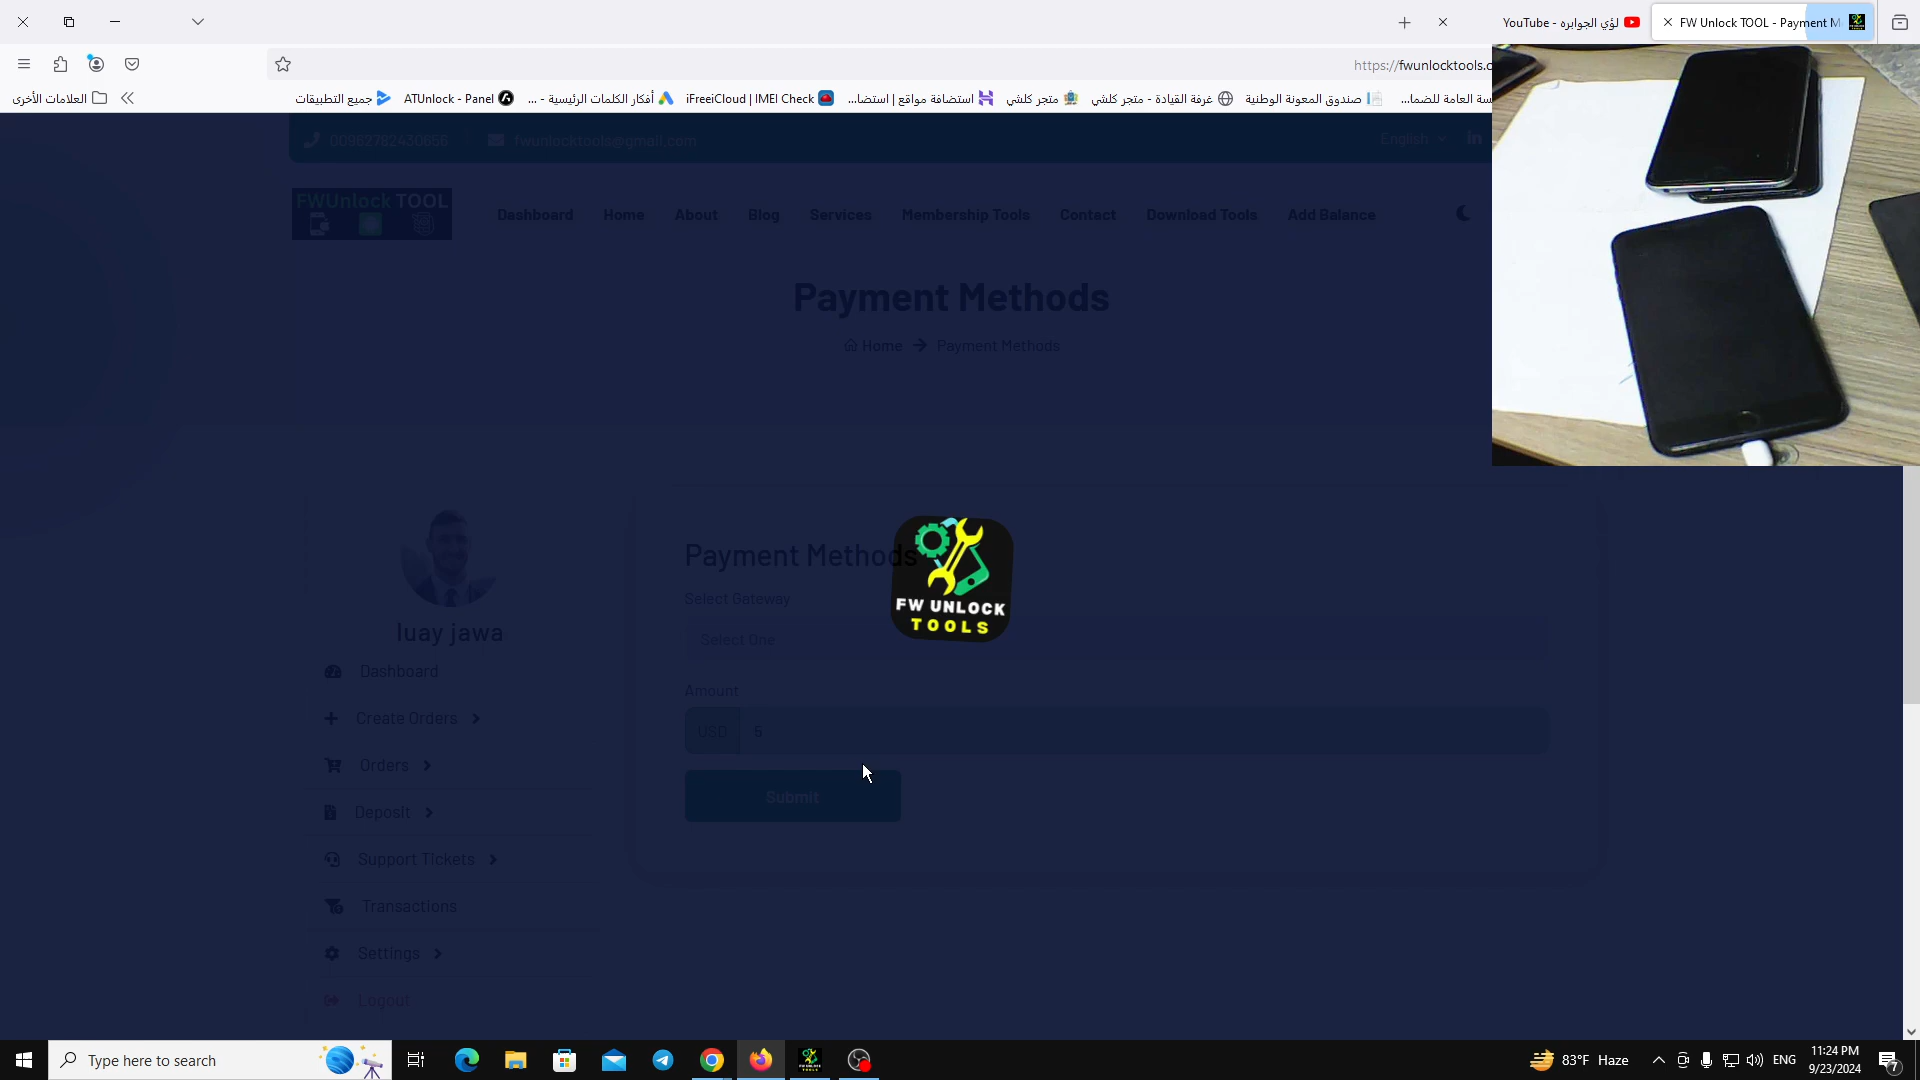 YouTube - لؤي الجوابره
FW Unlock TOOL - Payment M
https://fwunlocktools.c
العلامات الأخرى
جميع التطبيقات
ATUnlock - Panel
أفكار الكلمات الرئيسية - ...
iFreeiCloud | IMEI Check
استضافة مواقع | استضا...
متجر كلشي
غرفة القيادة - متجر كلشي
صندوق المعونة الوطنية
سة العامة للضما...
00962782430656
fwunlocktools@gmail.com
English
FWUnlock TOOL
Dashboard
Home
About
Blog
Services
Membership Tools
Contact
Download Tools
Add Balance
Payment Methods
Home
Payment Methods
luay jawa
Dashboard
Create Orders
Orders
Deposit
Support Tickets
Transactions
Settings
Logout
Payment Methods
Select Gateway
Select One
Amount
USD
5
Submit
FW UNLOCK
TOOLS
Type here to search
83°F Haze
ENG
11:24 PM
9/23/2024
7